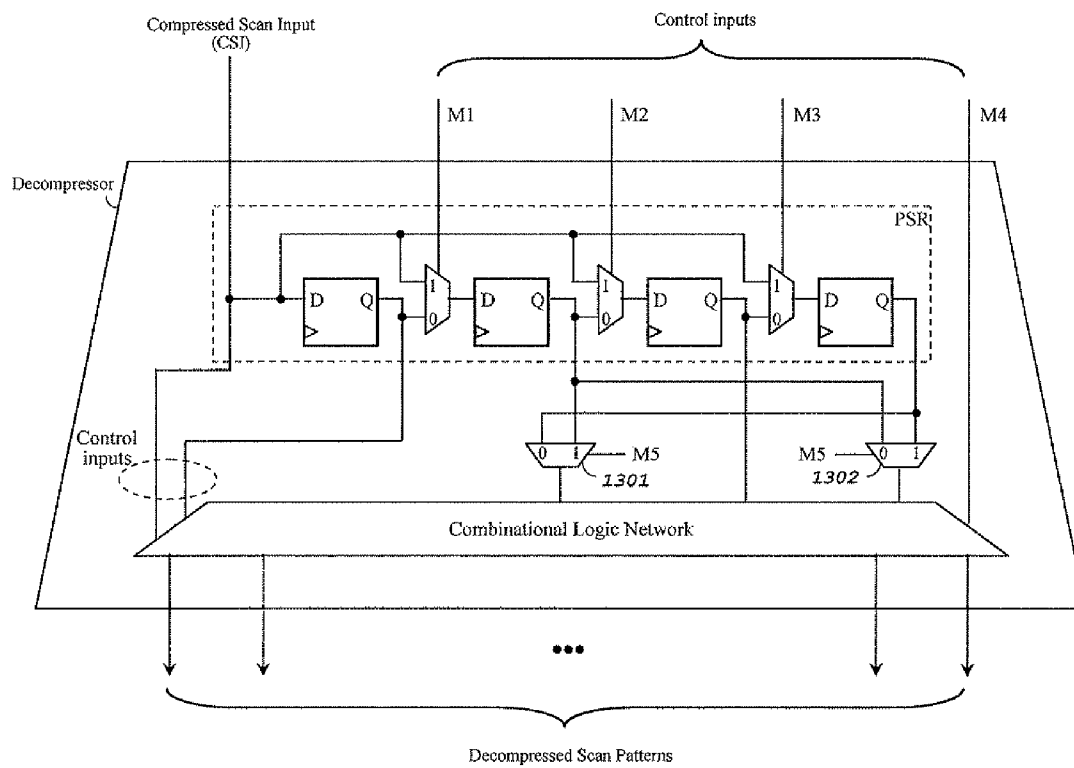 Compressed Scan Input
(CSI)
Control inputs
M1
M2
M3
M4
Decompressor
PSR
D Q
1
0
D Q
1
0
D Q
1
0
D Q
Control
inputs
0 1
M5
1301
M5
0 1
1302
Combinational Logic Network
•••
Decompressed Scan Patterns